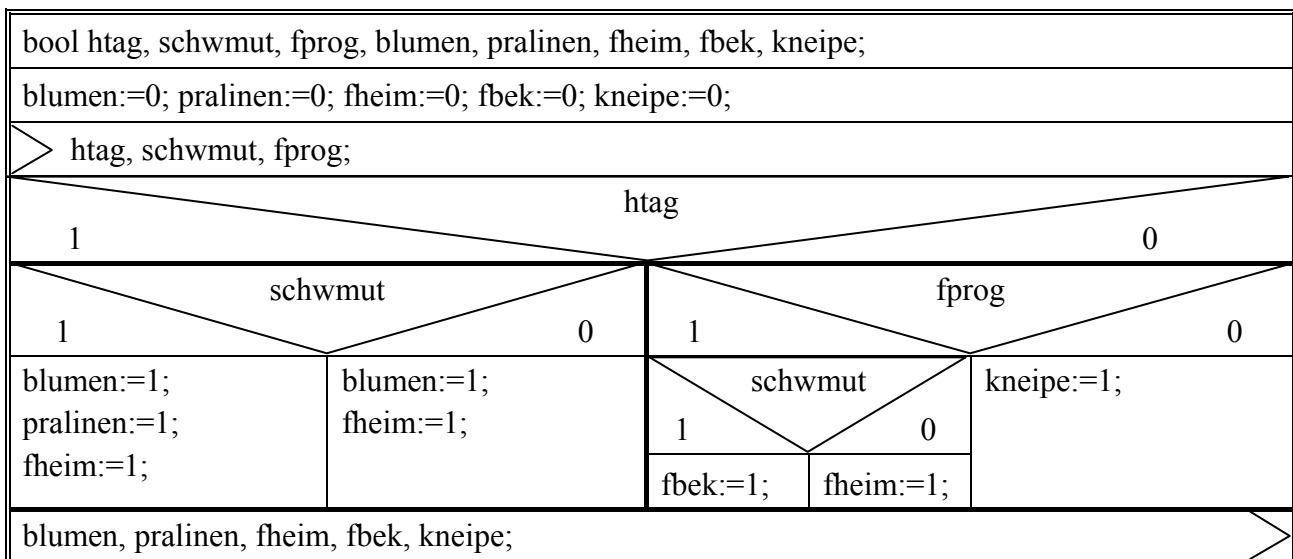 bool htag, schwmut, fprog, blumen, pralinen, fheim, fbek, kneipe;
blumen:=0; pralinen:=0; fheim:=0; fbek:=0; kneipe:=0;
htag, schwmut, fprog;
htag
1 0
schwmut fprog
1 0 1 0
blumen:=1;
pralinen:=1;
fheim:=1;
blumen:=1;
fheim:=1;
schwmut
1 0
fbek:=1; fheim:=1;
kneipe:=1;
blumen, pralinen, fheim, fbek, kneipe;